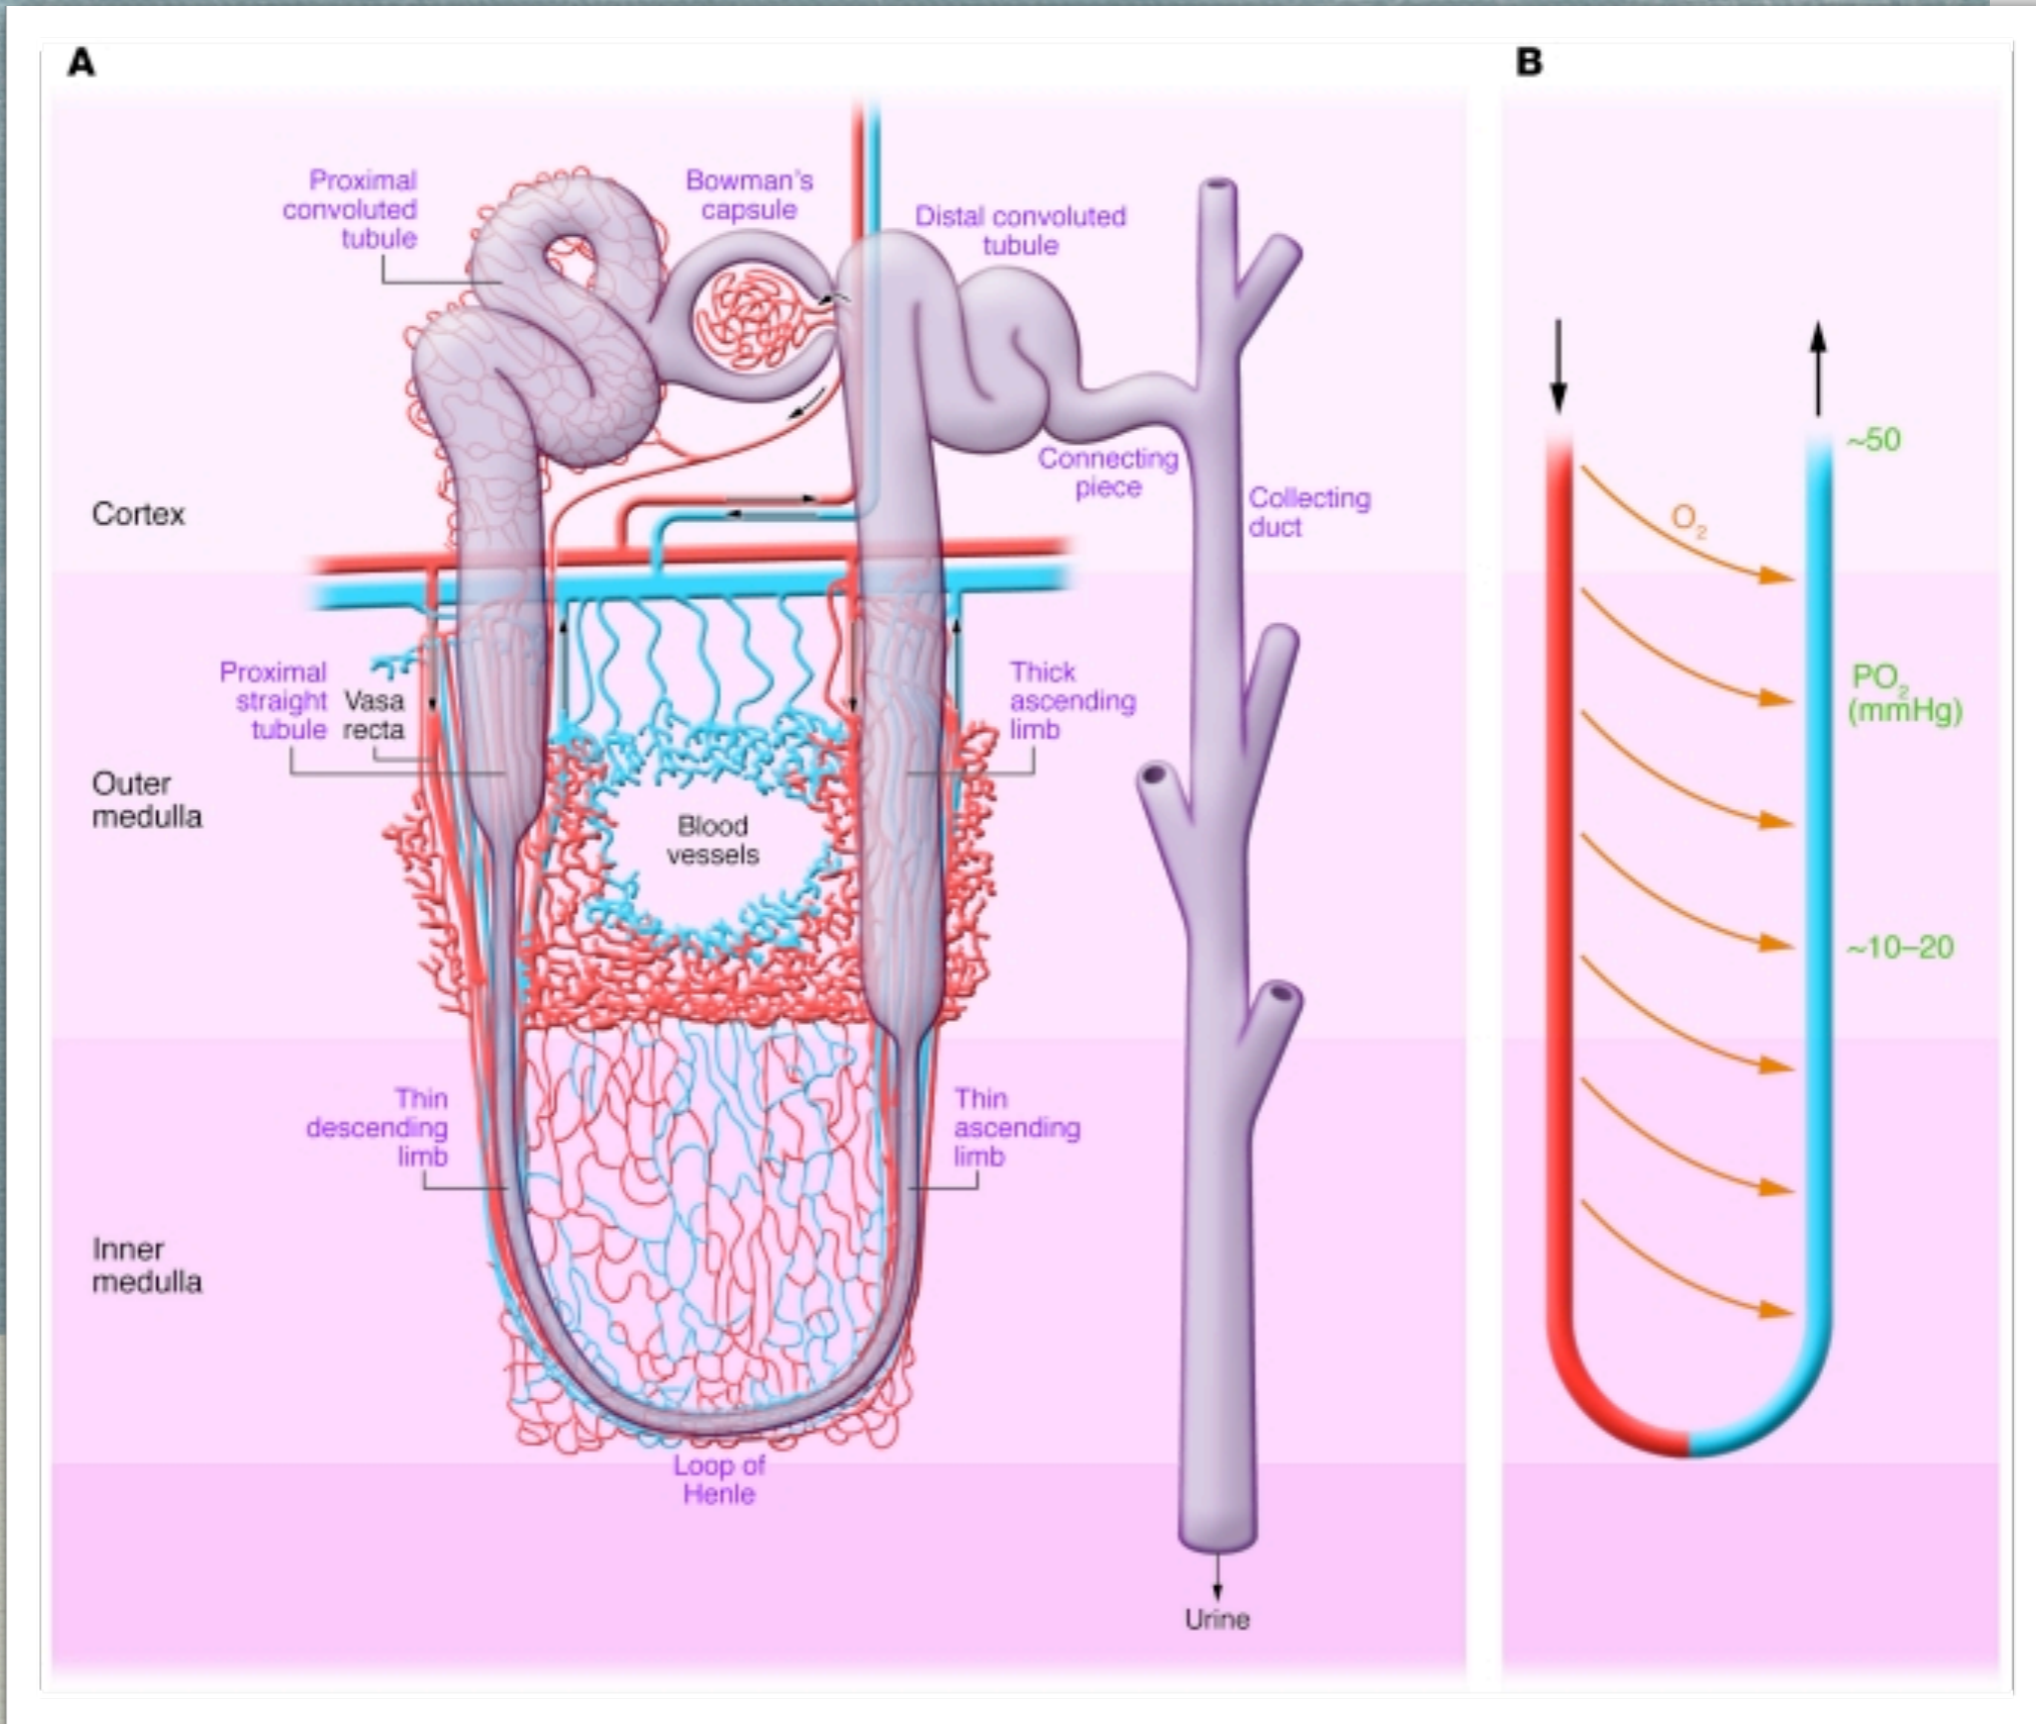 A
B
Proximal
convoluted
tubule
Bowman's
capsule
Distal convoluted
tubule
Connecting
piece
Collecting
duct
Cortex
Proximal
straight
tubule
Vasa
recta
Thick
ascending
limb
Outer
medulla
Blood
vessels
Thin
descending
limb
Thin
ascending
limb
Inner
medulla
Loop of
Henle
Urine
~50
O₂
PO₂
(mmHg)
~10–20